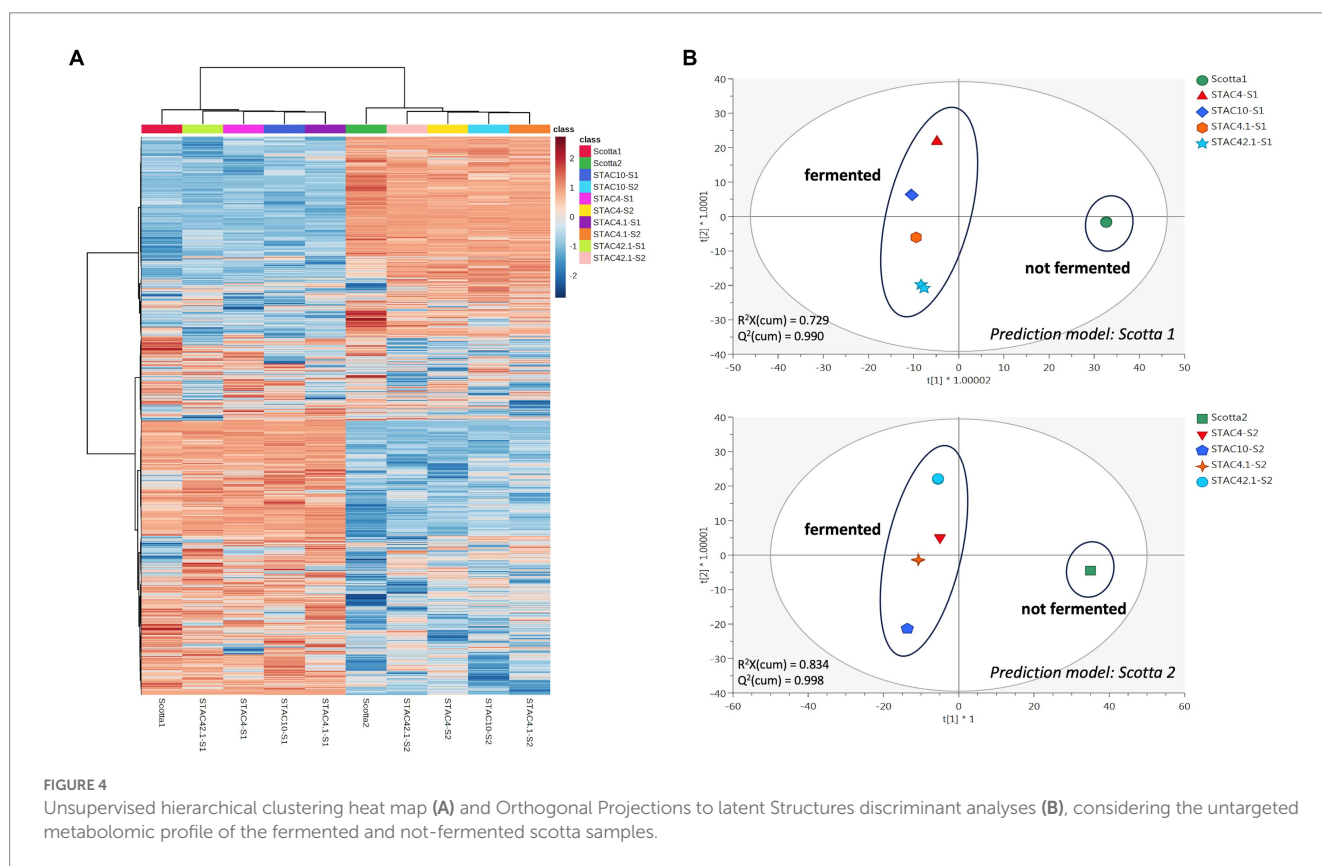 A
class
2
1
0
-1
-2
class
Scotta1
Scotta2
STAC10-S1
STAC10-S2
STAC4-S1
STAC4-S2
STAC4.1-S1
STAC4.1-S2
STAC42.1-S1
STAC42.1-S2
Scotta1
STAC42.1-S1
STAC4-S1
STAC10-S1
STAC4.1-S1
Scotta2
STAC42.1-S2
STAC4-S2
STAC10-S2
STAC4.1-S2
B
40
30
20
10
0
-10
-20
-30
-40
t[2] * 1.0001
fermented
not fermented
R²X(cum) = 0.729
Q²(cum) = 0.990
Prediction model: Scotta 1
-50 -40 -30 -20 -10 0 10 20 30 40 50
t[1] * 1.00002
Scotta1
STAC4-S1
STAC10-S1
STAC4.1-S1
STAC42.1-S1
40
30
20
10
0
-10
-20
-30
-40
t[2] * 1.00001
fermented
not fermented
R²X(cum) = 0.834
Q²(cum) = 0.998
Prediction model: Scotta 2
-60 -40 -20 0 20 40 60
t[1] * 1
Scotta2
STAC4-S2
STAC10-S2
STAC4.1-S2
STAC42.1-S2
FIGURE 4
Unsupervised hierarchical clustering heat map (A) and Orthogonal Projections to latent Structures discriminant analyses (B), considering the untargeted
metabolomic profile of the fermented and not-fermented scotta samples.